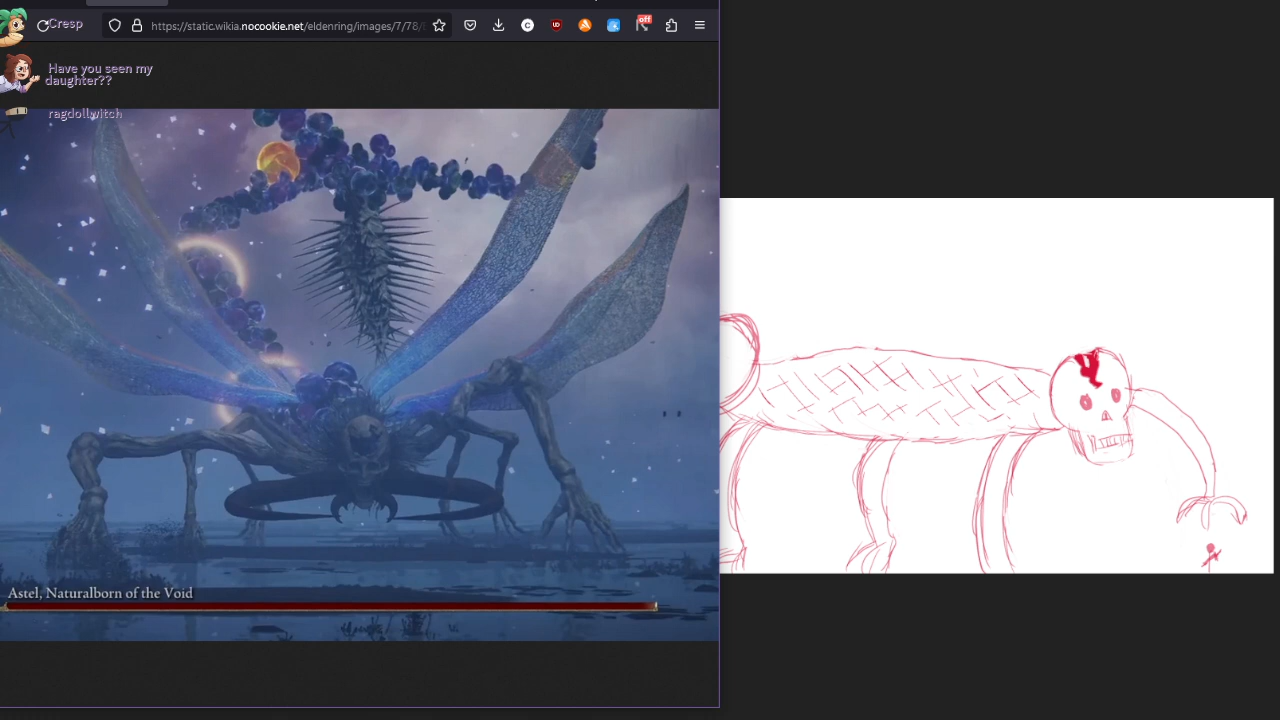 Cresp
https://static.wikia.nocookie.net/eldenring/images/7/78/
off
Have you seen my
daughter??
ragdollwitch
Astel, Naturalborn of the Void